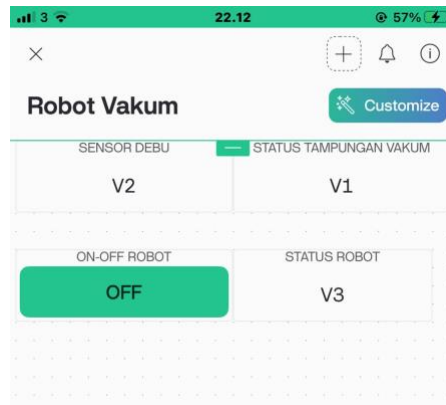 3 22.12 57%
Robot Vakum Customize
SENSOR DEBU STATUS TAMPUNGAN VAKUM
V2 V1
ON-OFF ROBOT STATUS ROBOT
OFF V3